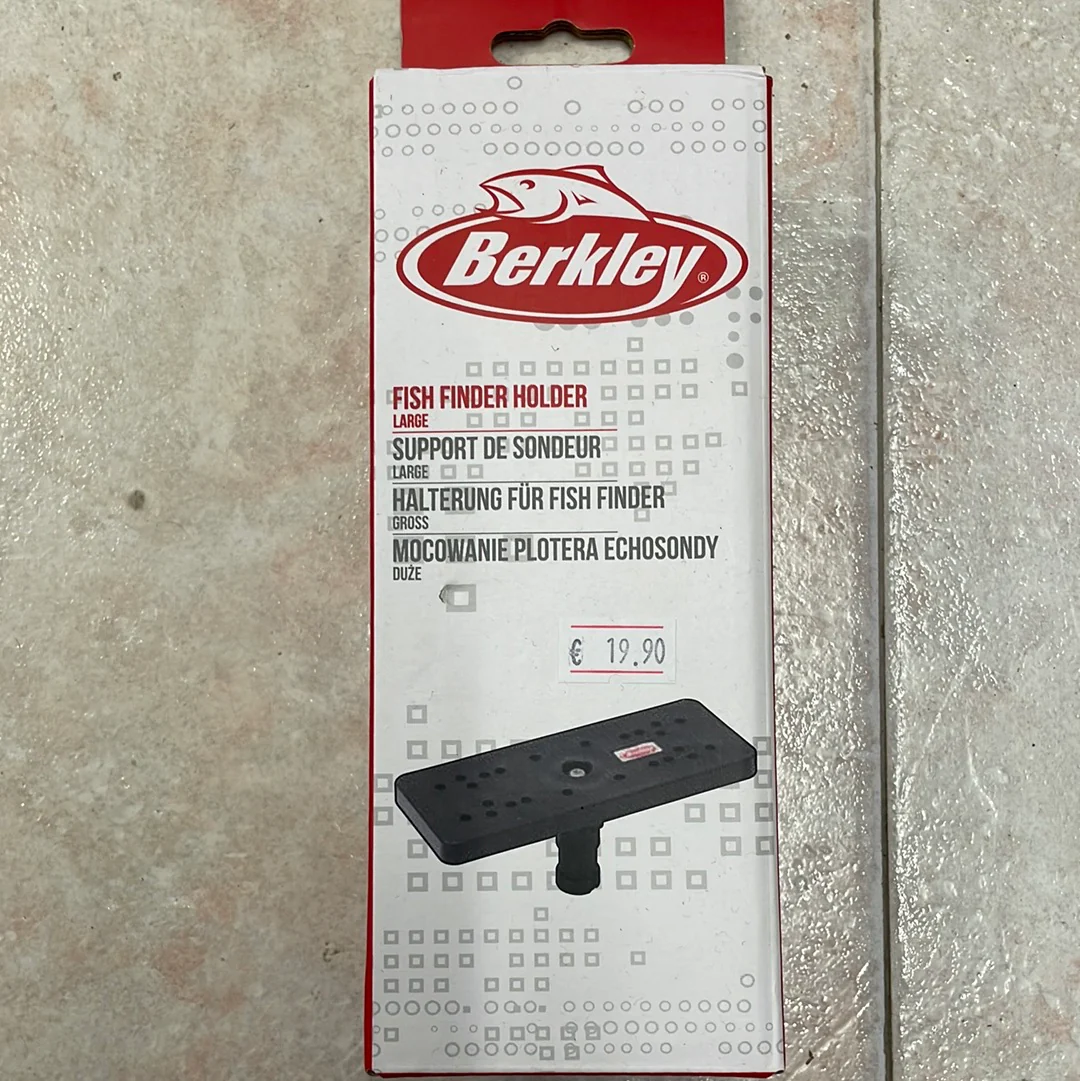 Berkley®
FISH FINDER HOLDER
LARGE
SUPPORT DE SONDEUR
LARGE
HALTERUNG FÜR FISH FINDER
GROSS
MOCOWANIE PLOTERA ECHOSONDY
DUŻE
€ 19.90
Berkley